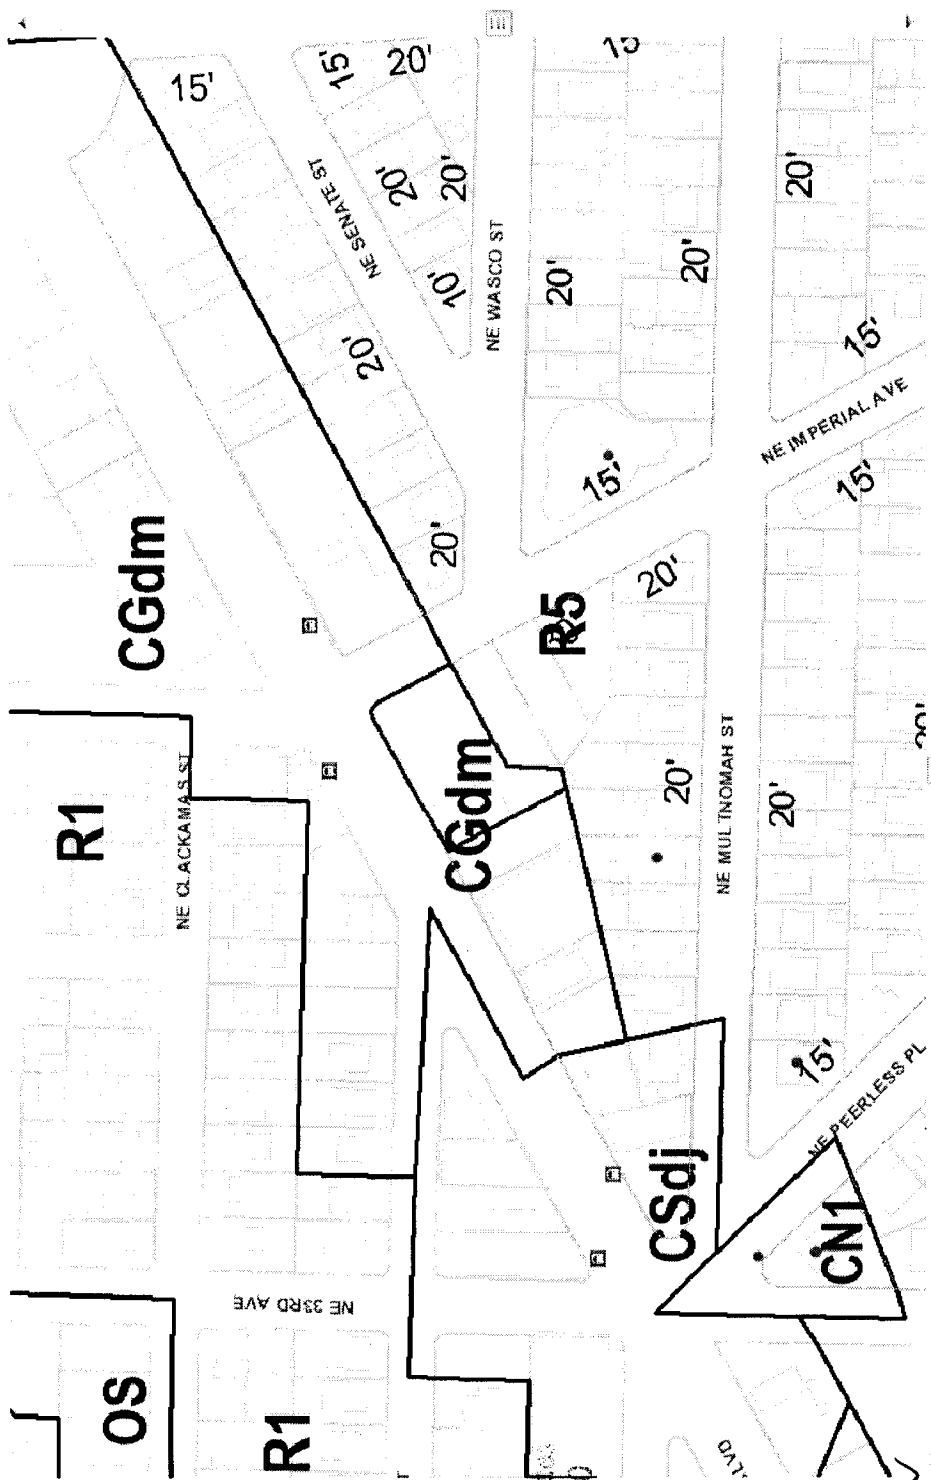 15'
15'
20'
15'
20'
20'
20'
10'
20'
20'
20'
15'
20'
15'
15'
20'
20'
20'
20'
15'
NE SENATE ST
NE WASCO ST
NE IMPERIAL AVE
CGdm
R5
R1
NE CLACKAMAS ST
CGdm
NE MULTNOMAH ST
NE PEERLESS PL
CSdj
CN1
NE 33RD AVE
OS
R1